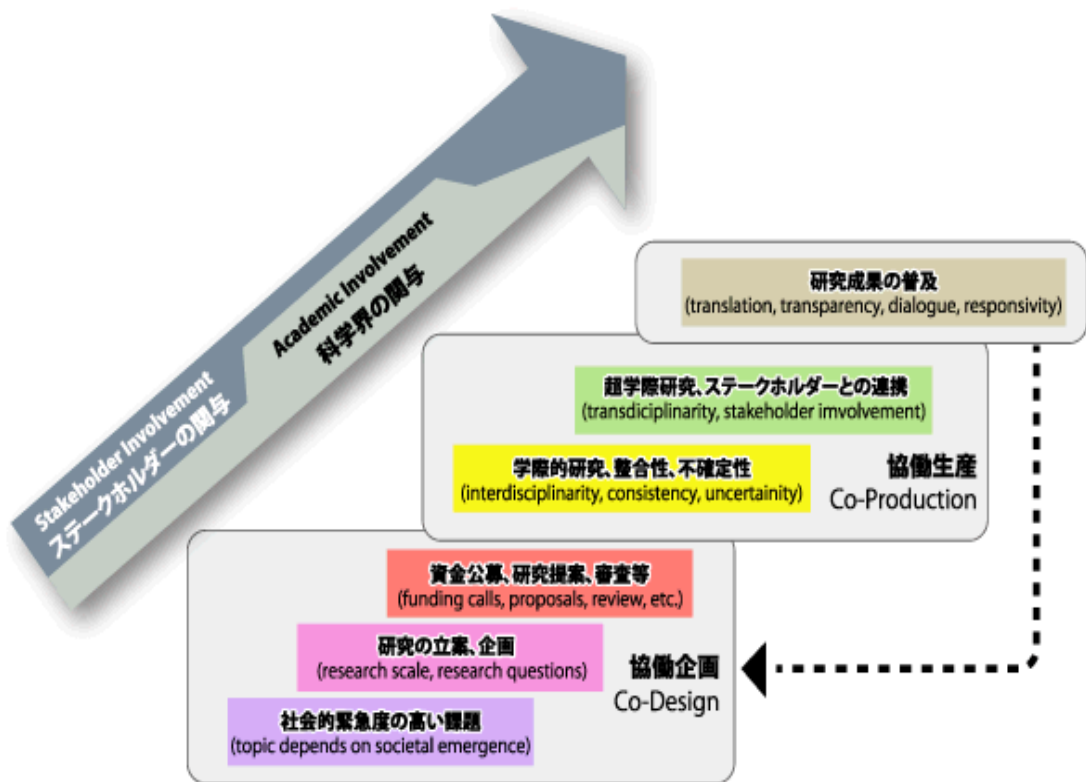 Stakeholder Involvement
ステークホルダーの関与
Academic Involvement
科学界の関与
研究成果の普及
(translation, transparency, dialogue, responsivity)
超学際研究、ステークホルダーとの連携
(transdiciplinarity, stakeholder imvolvement)
学際的研究、整合性、不確定性
(interdisciplinarity, consistency, uncertainity)
協働生産
Co-Production
資金公募、研究提案、審査等
(funding calls, proposals, review, etc.)
研究の立案、企画
(research scale, research questions)
協働企画
Co-Design
社会的緊急度の高い課題
(topic depends on societal emergence)